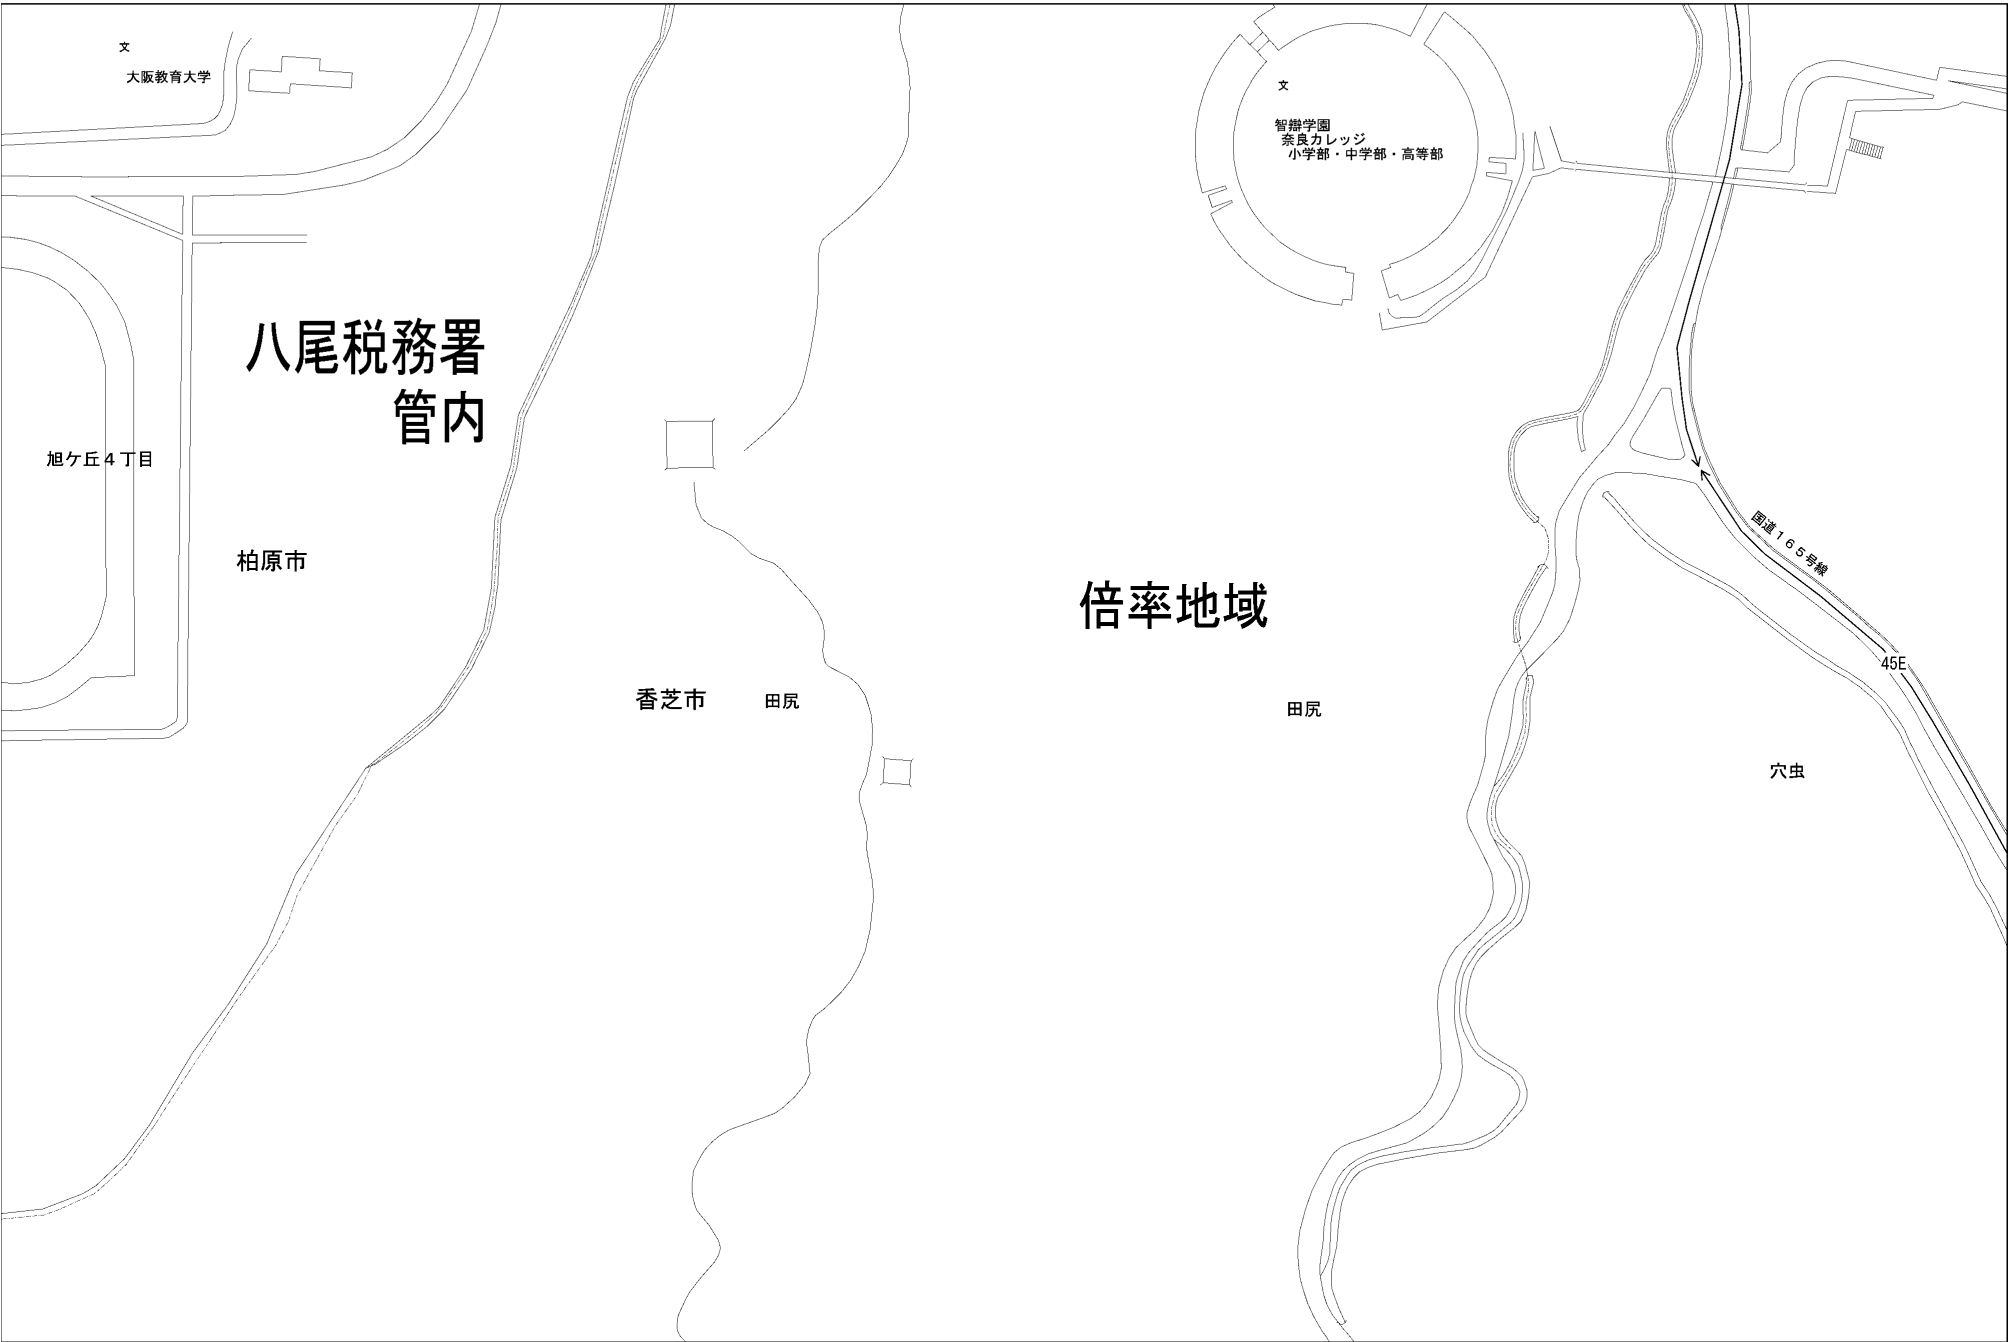 文
大阪教育大学
文
智辯学園
奈良カレッジ
小学部・中学部・高等部
八尾税務署
管内
旭ケ丘４丁目
国道１６５号線
柏原市
倍率地域
45E
香芝市
田尻
田尻
穴虫